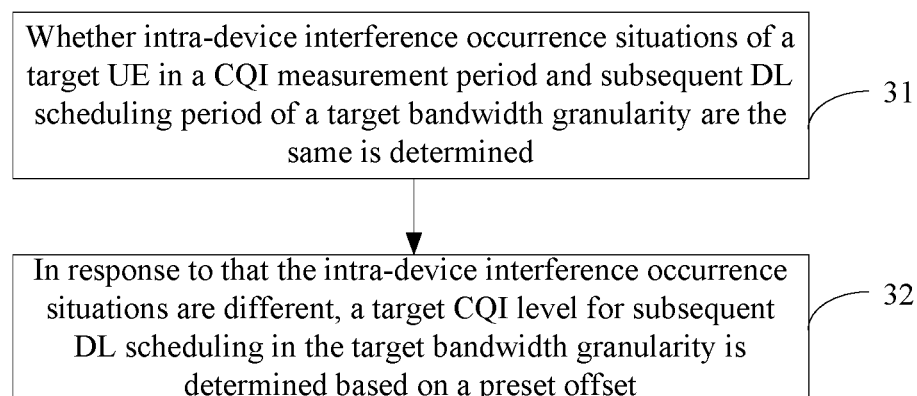 Whether intra-device interference occurrence situations of a
target UE in a CQI measurement period and subsequent DL
scheduling period of a target bandwidth granularity are the
same is determined
31
In response to that the intra-device interference occurrence
situations are different, a target CQI level for subsequent
DL scheduling in the target bandwidth granularity is
determined based on a preset offset
32